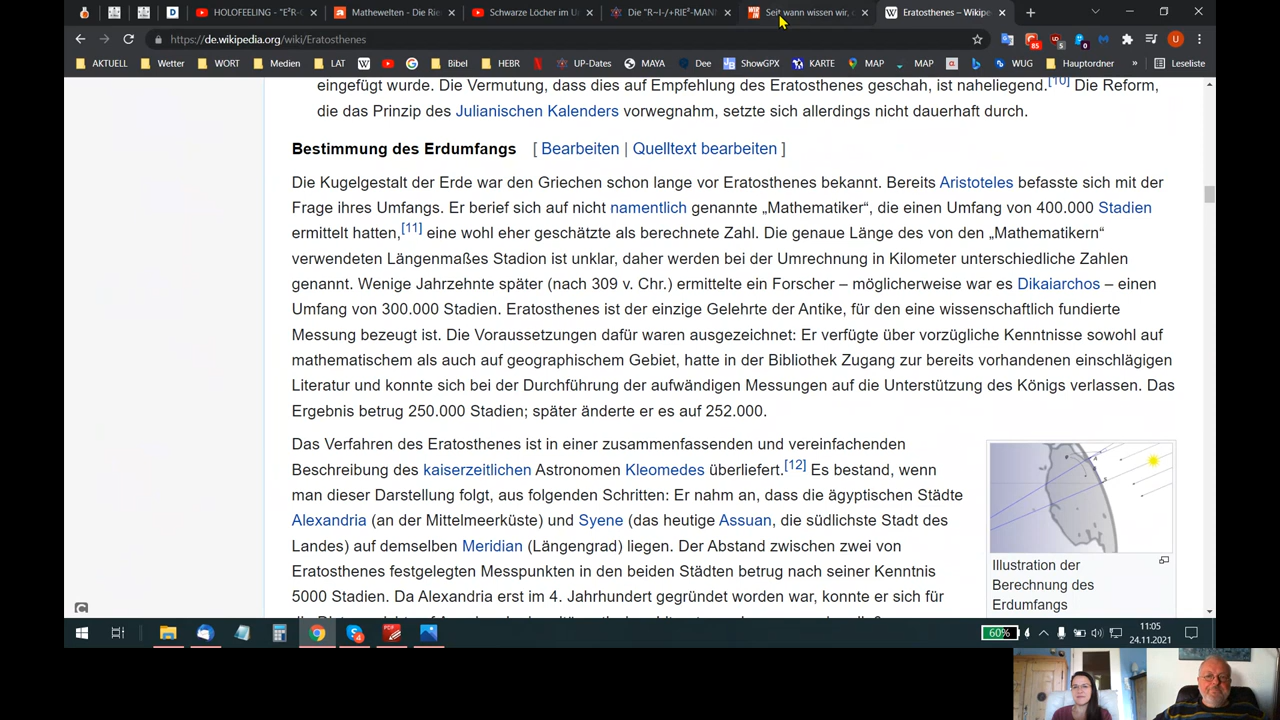 HOLOFEELING - "E²R-C
Mathewelten - Die Rie
Schwarze Löcher im U
Die "R~I-/+RIE²-MAN
Seit wann wissen wir,
Eratosthenes – Wikipe
https://de.wikipedia.org/wiki/Eratosthenes
85 5 0 U
AKTUELL Wetter WORT Medien LAT Bibel HEBR UP-Dates MAYA Dee ShowGPX KARTE MAP MAP WUG Hauptordner » Leseliste
eingefügt wurde. Die Vermutung, dass dies auf Empfehlung des Eratosthenes geschah, ist naheliegend.[10] Die Reform,
die das Prinzip des Julianischen Kalenders vorwegnahm, setzte sich allerdings nicht dauerhaft durch.
Bestimmung des Erdumfangs [ Bearbeiten | Quelltext bearbeiten ]
Die Kugelgestalt der Erde war den Griechen schon lange vor Eratosthenes bekannt. Bereits Aristoteles befasste sich mit der
Frage ihres Umfangs. Er berief sich auf nicht namentlich genannte „Mathematiker“, die einen Umfang von 400.000 Stadien
ermittelt hatten,[11] eine wohl eher geschätzte als berechnete Zahl. Die genaue Länge des von den „Mathematikern“
verwendeten Längenmaßes Stadion ist unklar, daher werden bei der Umrechnung in Kilometer unterschiedliche Zahlen
genannt. Wenige Jahrzehnte später (nach 309 v. Chr.) ermittelte ein Forscher – möglicherweise war es Dikaiarchos – einen
Umfang von 300.000 Stadien. Eratosthenes ist der einzige Gelehrte der Antike, für den eine wissenschaftlich fundierte
Messung bezeugt ist. Die Voraussetzungen dafür waren ausgezeichnet: Er verfügte über vorzügliche Kenntnisse sowohl auf
mathematischem als auch auf geographischem Gebiet, hatte in der Bibliothek Zugang zur bereits vorhandenen einschlägigen
Literatur und konnte sich bei der Durchführung der aufwändigen Messungen auf die Unterstützung des Königs verlassen. Das
Ergebnis betrug 250.000 Stadien; später änderte er es auf 252.000.
Das Verfahren des Eratosthenes ist in einer zusammenfassenden und vereinfachenden
Beschreibung des kaiserzeitlichen Astronomen Kleomedes überliefert.[12] Es bestand, wenn
man dieser Darstellung folgt, aus folgenden Schritten: Er nahm an, dass die ägyptischen Städte
Alexandria (an der Mittelmeerküste) und Syene (das heutige Assuan, die südlichste Stadt des
Landes) auf demselben Meridian (Längengrad) liegen. Der Abstand zwischen zwei von
Eratosthenes festgelegten Messpunkten in den beiden Städten betrug nach seiner Kenntnis
5000 Stadien. Da Alexandria erst im 4. Jahrhundert gegründet worden war, konnte er sich für
Illustration der
Berechnung des
Erdumfangs
60%
11:05
24.11.2021